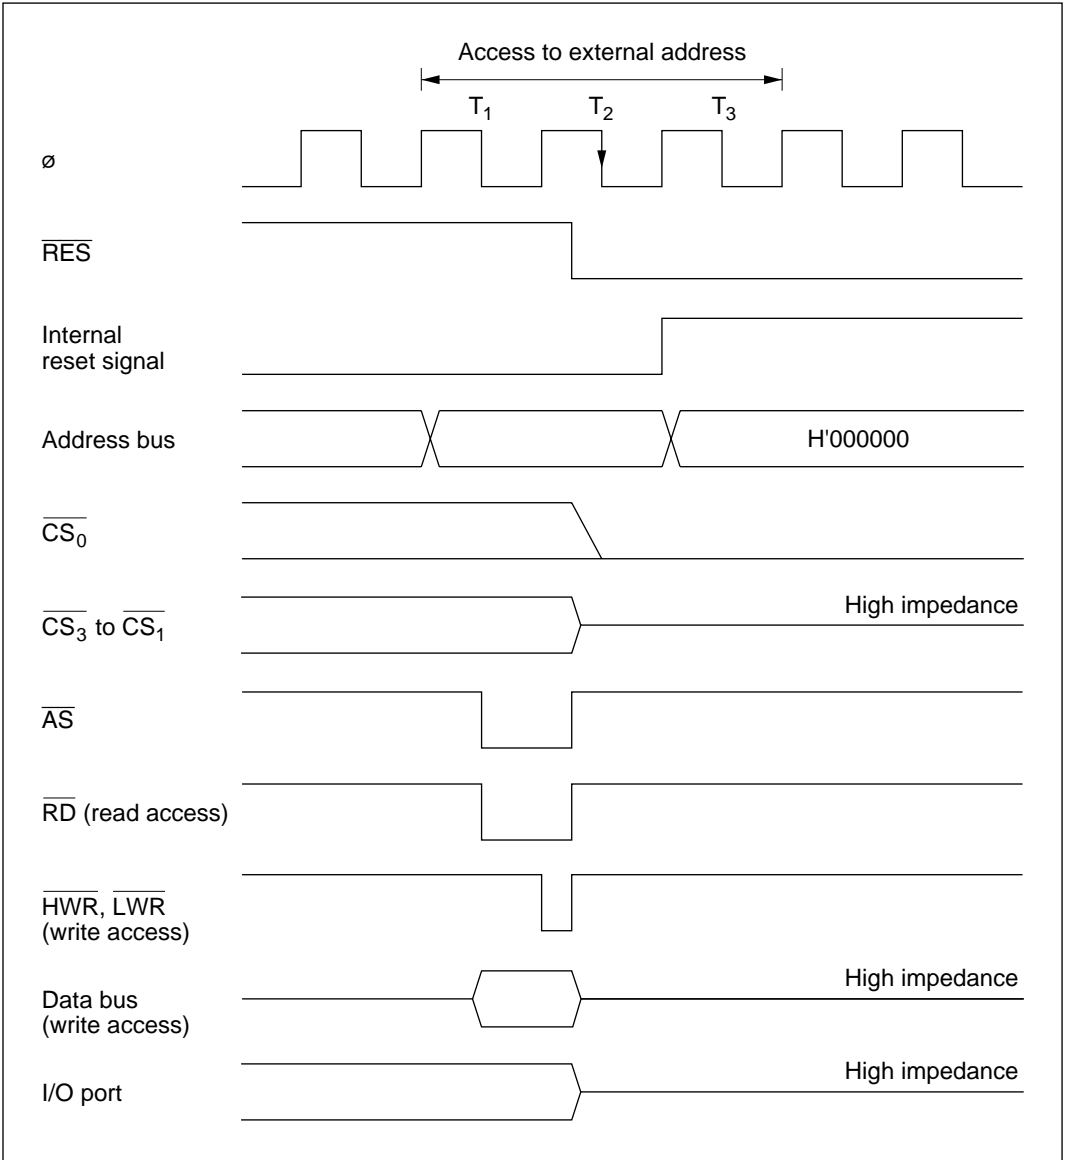 Access to external address
T1 T2 T3
ø
RES
Internal
reset signal
Address bus H'000000
CS0
CS3 to CS1 High impedance
AS
RD (read access)
HWR, LWR
(write access)
Data bus High impedance
(write access)
I/O port High impedance